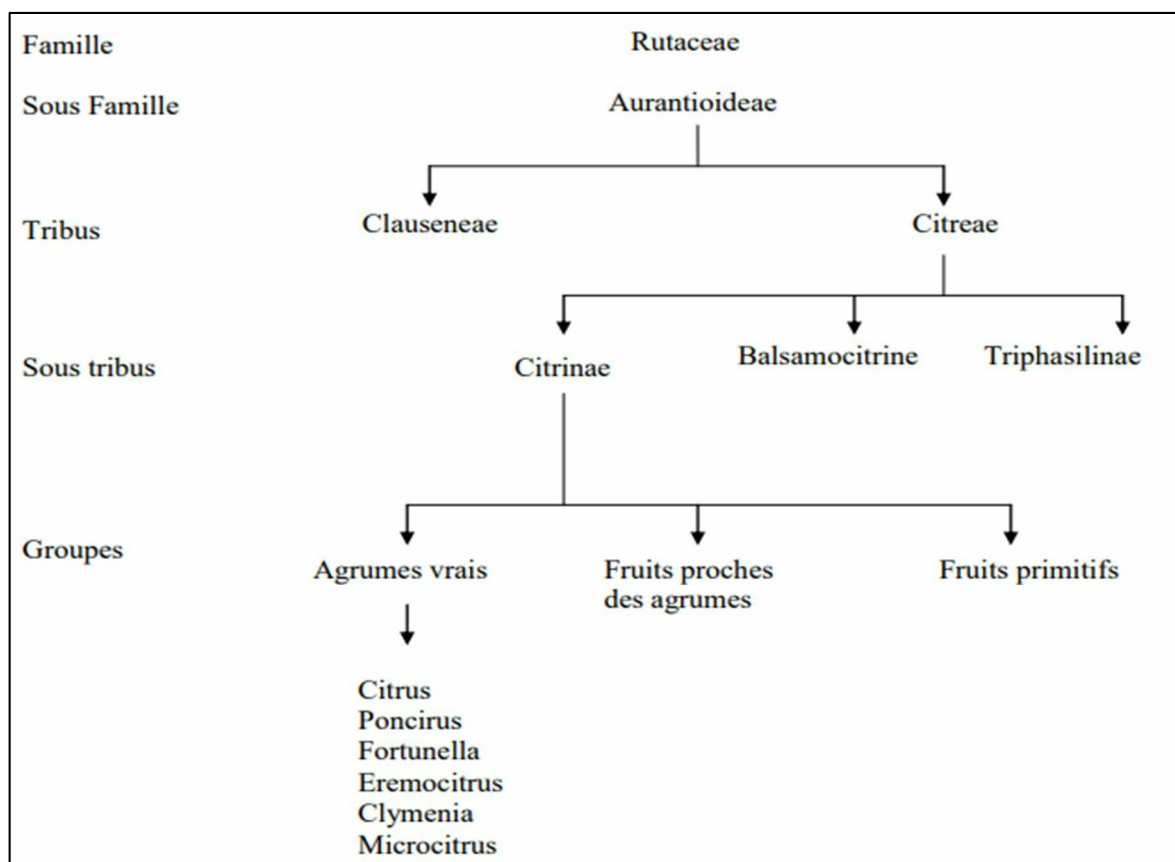 Famille Rutaceae
Sous Famille Aurantioideae
Tribus Clauseneae Citreae
Sous tribus Citrinae Balsamocitrine Triphasilinae
Groupes Agrumes vrais Fruits proches Fruits primitifs
des agrumes
Citrus
Poncirus
Fortunella
Eremocitrus
Clymenia
Microcitrus